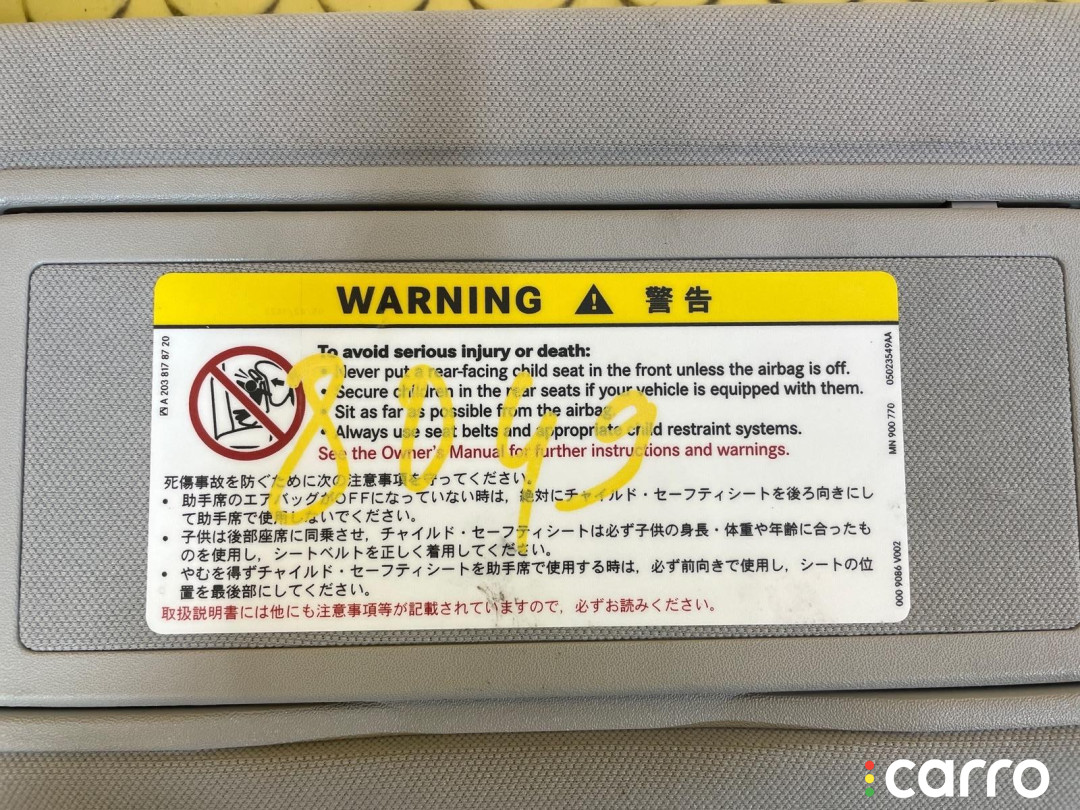 WARNING 警告
A 203 817 87 20
To avoid serious injury or death:
• Never put a rear-facing child seat in the front unless the airbag is off.
• Secure children in the rear seats if your vehicle is equipped with them.
• Sit as far as possible from the airbag.
• Always use seat belts and appropriate child restraint systems.
See the Owner's Manual for further instructions and warnings.
8049
死傷事故を防ぐために次の注意事項を守ってください。
• 助手席のエアバッグがOFFになっていない時は，絶対にチャイルド・セーフティシートを後ろ向きにし
て助手席で使用しないでください。
• 子供は後部座席に同乗させ，チャイルド・セーフティシートは必ず子供の身長・体重や年齢に合ったも
のを使用し，シートベルトを正しく着用してください。
• やむを得ずチャイルド・セーフティシートを助手席で使用する時は，必ず前向きで使用し，シートの位
置を最後部にしてください。
取扱説明書には他にも注意事項等が記載されていますので，必ずお読みください。
05023549AA
MN 900 770
000 9086 V002
carro